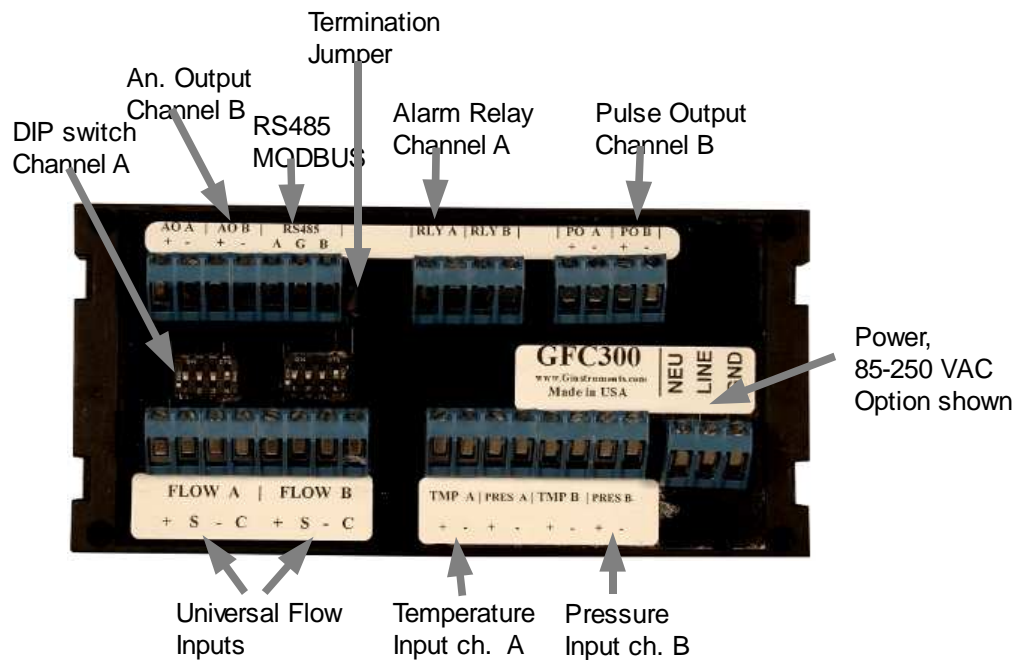 Termination
Jumper
An. Output
Channel B
DIP switch
Channel A
RS485
MODBUS
Alarm Relay
Channel A
Pulse Output
Channel B
AO A | AO B | RS485 | |RLY A|RLY B| | PO A | PO B |
+ - + - A G B + - + -
GFC300
www.Ginstruments.com
Made in USA
NEU
LINE
GND
Power,
85-250 VAC
Option shown
FLOW A | FLOW B
+ S - C + S - C
TMP A | PRES A | TMP B | PRES B
+ - + - + - + -
Universal Flow
Inputs
Temperature
Input ch. A
Pressure
Input ch. B